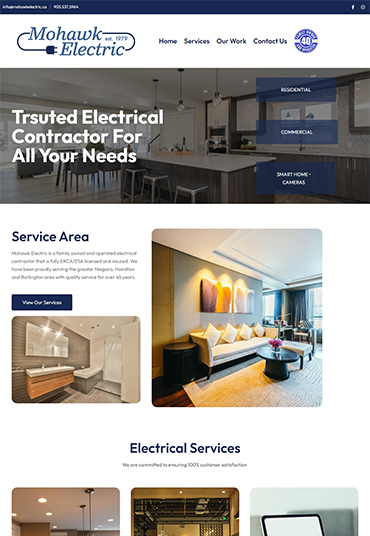 info@mohawkelectric.ca | 905.537.5964
Mohawk
est. 1979
Electric
Home Services Our Work Contact Us
40
RESIDENTIAL
Trsuted Electrical
Contractor For
All Your Needs
COMMERCIAL
SMART HOME +
CAMERAS
Service Area
Mohawk Electric is a family owned and operated electrical
contractor that is fully ERCA/ESA licensed and insured. We
have been proudly serving the greater Niagara, Hamilton
and Burlington area with quality service for over 45 years.
View Our Services
Electrical Services
We are committed to ensuring 100% customer satisfaction